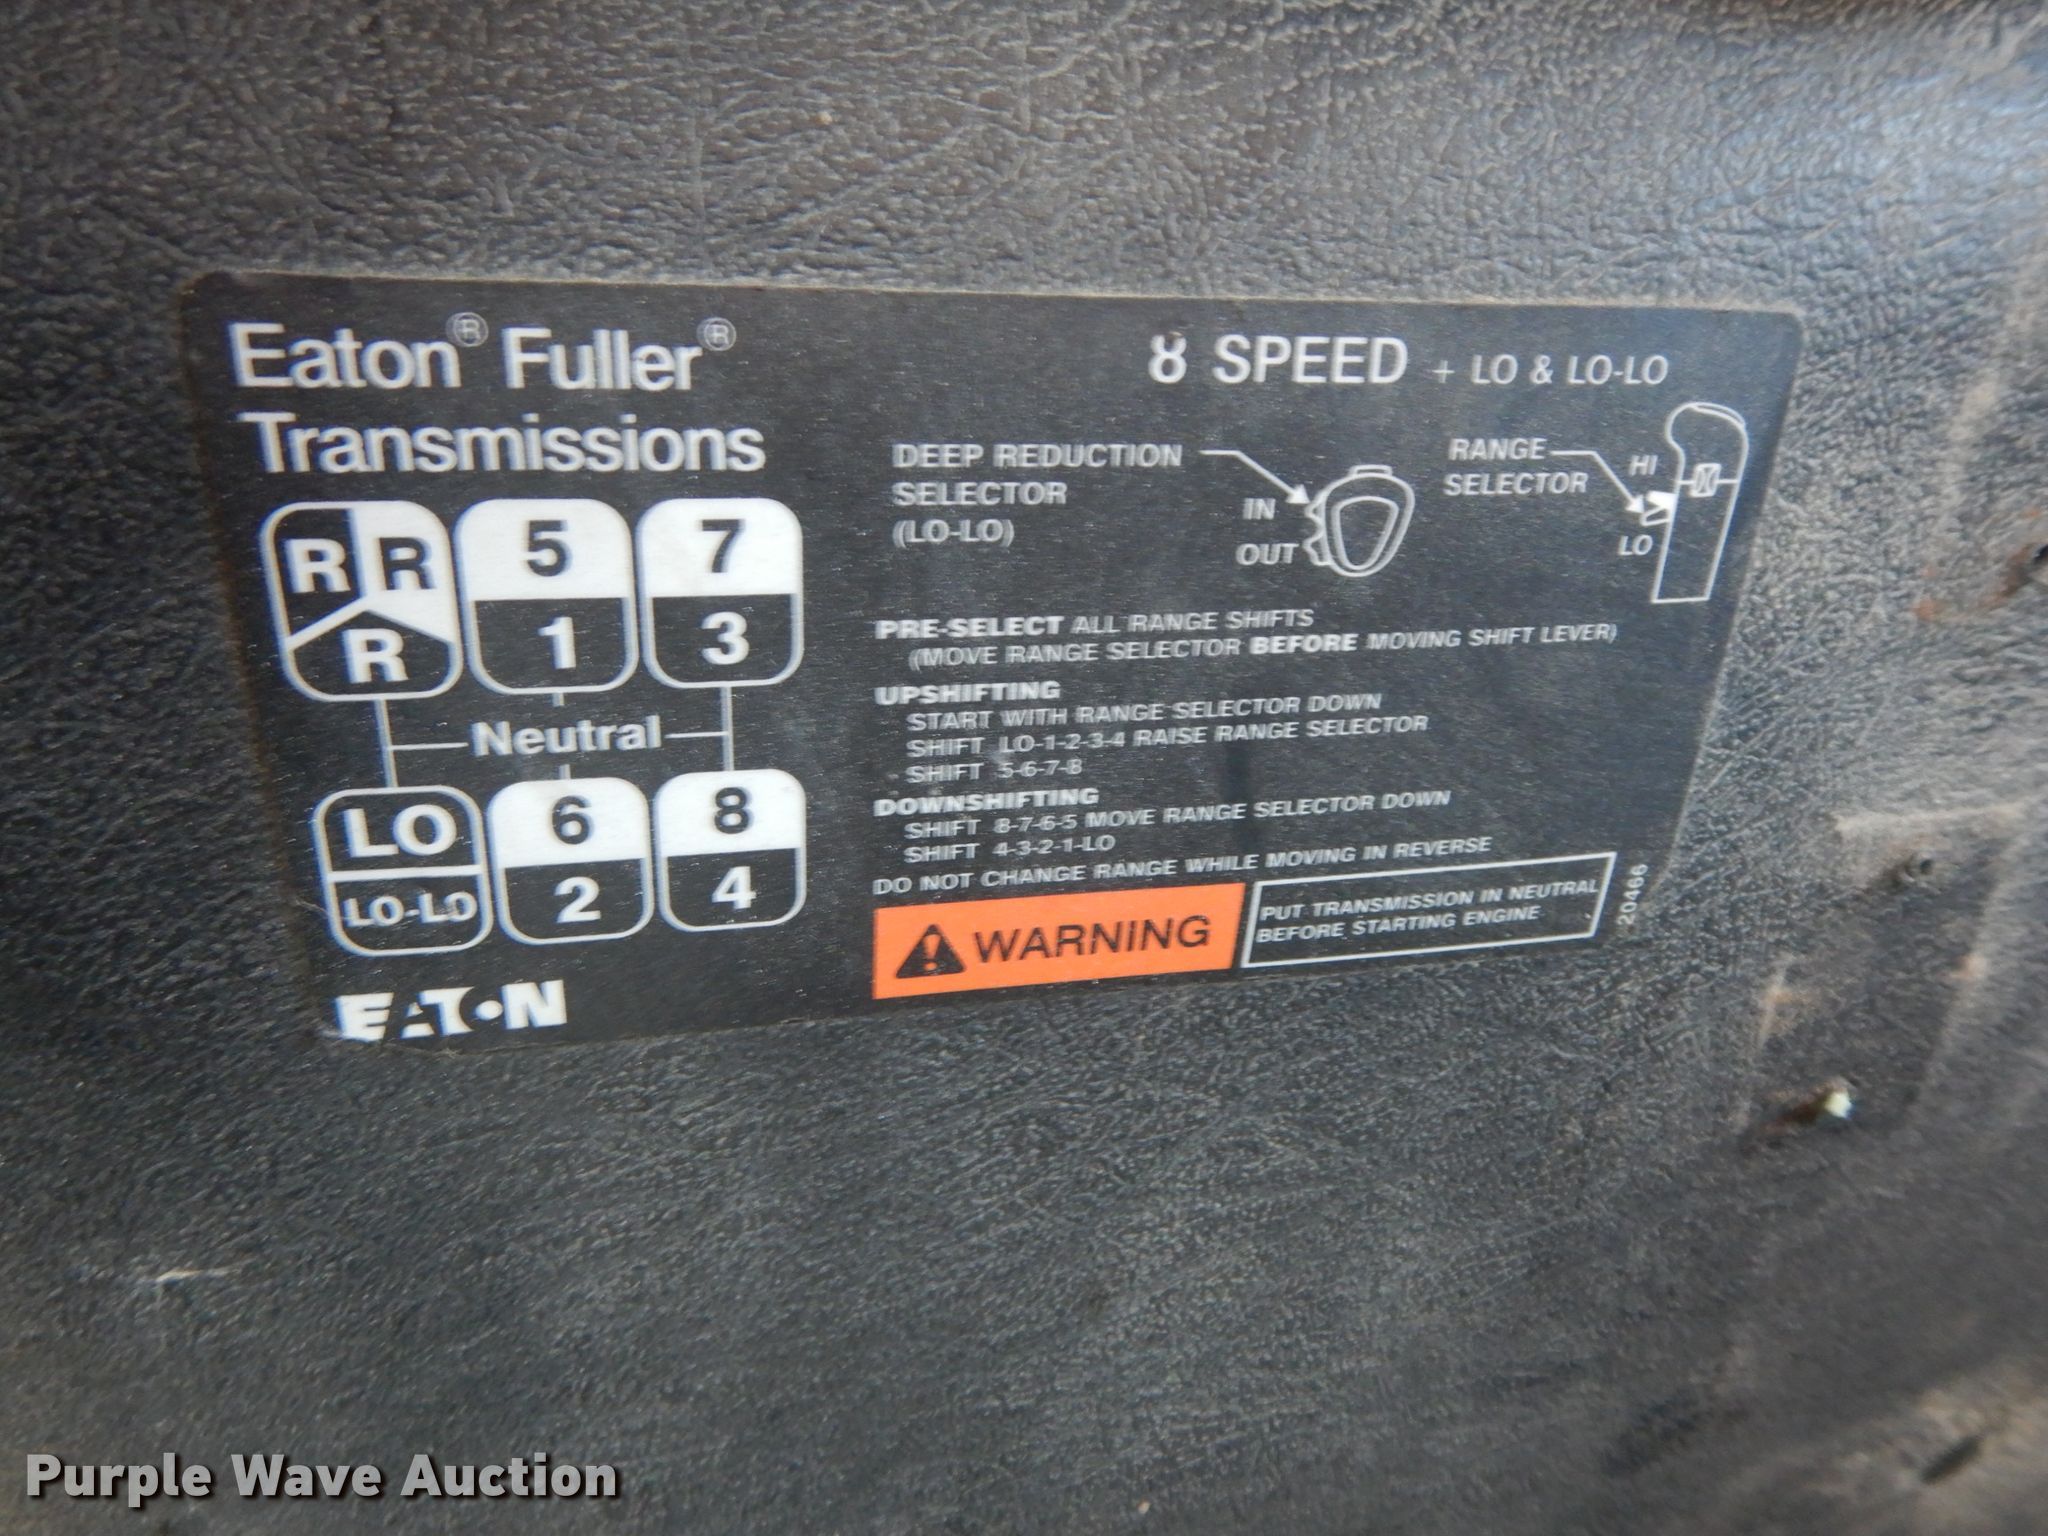 Eaton® Fuller®
Transmissions
8 SPEED + LO & LO-LO
R R 5 7
R 1 3
Neutral
LO 6 8
LO-LO 2 4
EATON
DEEP REDUCTION
SELECTOR
(LO-LO)
IN
OUT
RANGE
SELECTOR
HI
LO
PRE-SELECT ALL RANGE SHIFTS
(MOVE RANGE SELECTOR BEFORE MOVING SHIFT LEVER)
UPSHIFTING
START WITH RANGE SELECTOR DOWN
SHIFT LO-1-2-3-4 RAISE RANGE SELECTOR
SHIFT 5-6-7-8
DOWNSHIFTING
SHIFT 8-7-6-5 MOVE RANGE SELECTOR DOWN
SHIFT 4-3-2-1-LO
DO NOT CHANGE RANGE WHILE MOVING IN REVERSE
WARNING
PUT TRANSMISSION IN NEUTRAL
BEFORE STARTING ENGINE
20466
Purple Wave Auction